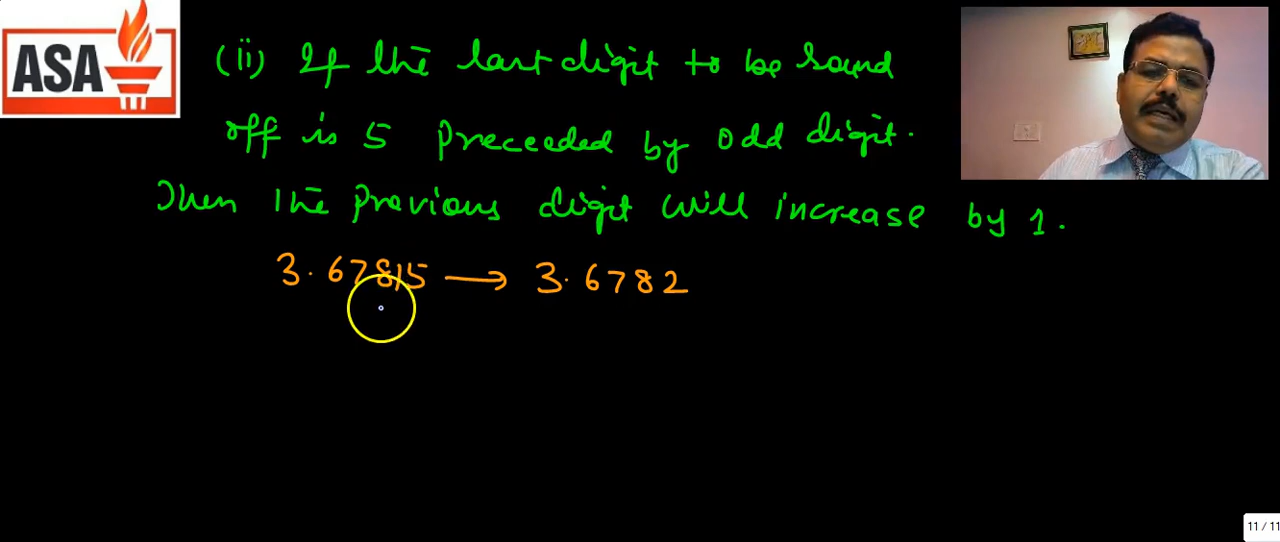 ASA
(ii) If the last digit to be round
off is 5 preceeded by odd digit.
Then the previous digit will increase by 1.
3.67815 → 3.6782
11 / 11